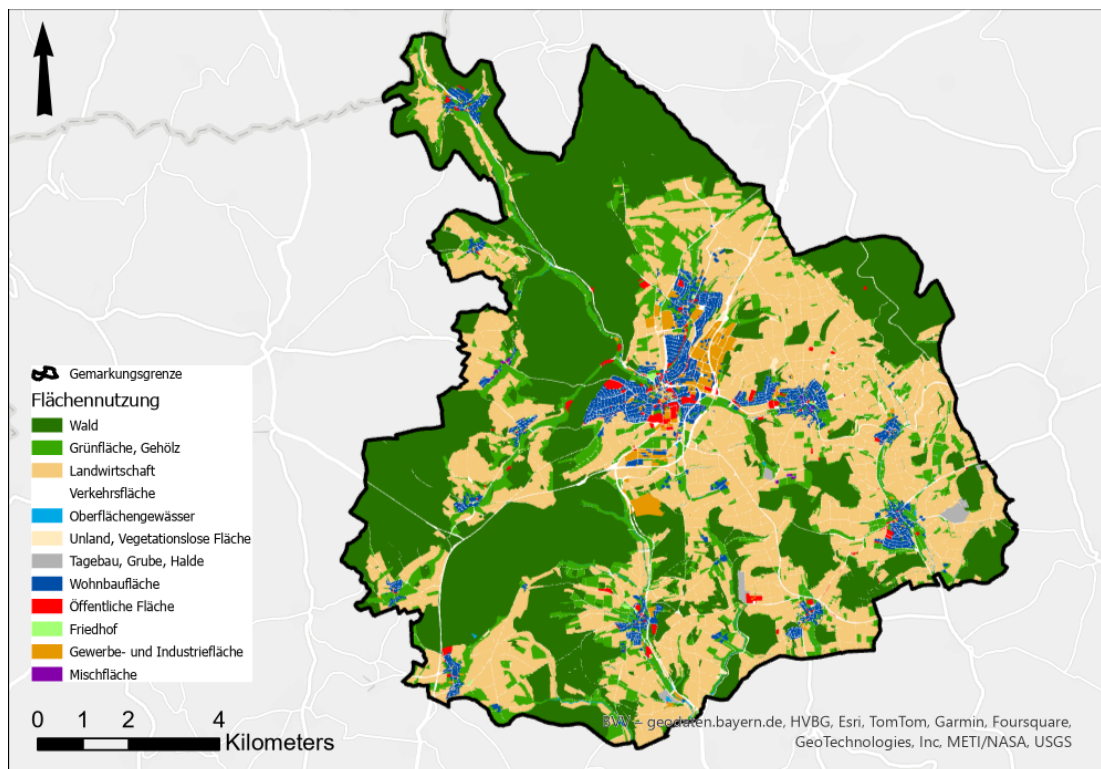 Gemarkungsgrenze
Flächennutzung
Wald
Grünfläche, Gehölz
Landwirtschaft
Verkehrsfläche
Oberflächengewässer
Unland, Vegetationslose Fläche
Tagebau, Grube, Halde
Wohnbaufläche
Öffentliche Fläche
Friedhof
Gewerbe- und Industriefläche
Mischfläche
0 1 2 4
Kilometers
BVV – geodaten.bayern.de, HVBG, Esri, TomTom, Garmin, Foursquare,
GeoTechnologies, Inc, METI/NASA, USGS